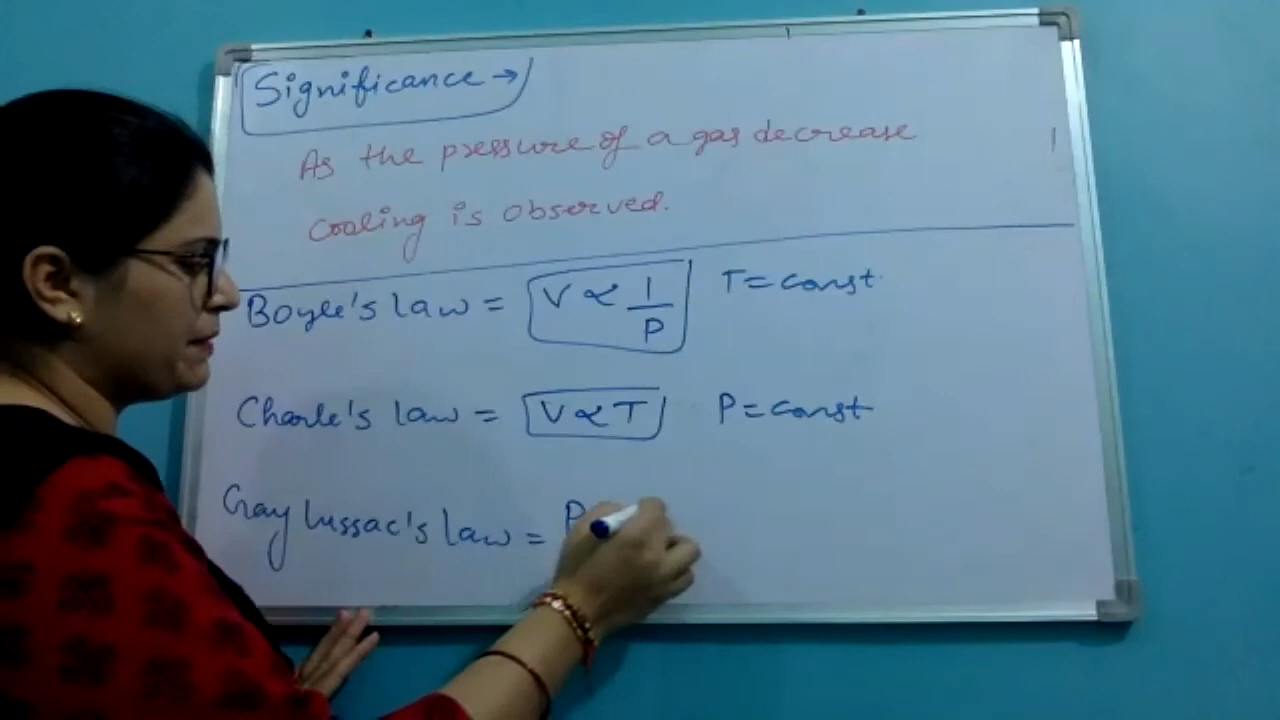 Significance →
As the pressure of a gas decrease
cooling is observed.
Boyle's law = V ∝ 1/P T = const.
Charle's law = V ∝ T P = const
Gay lussac's law = P